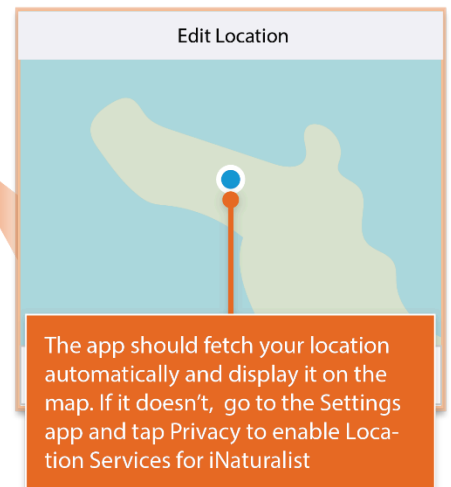 Edit Location
The app should fetch your location
automatically and display it on the
map. If it doesn't,  go to the Settings
app and tap Privacy to enable Loca-
tion Services for iNaturalist